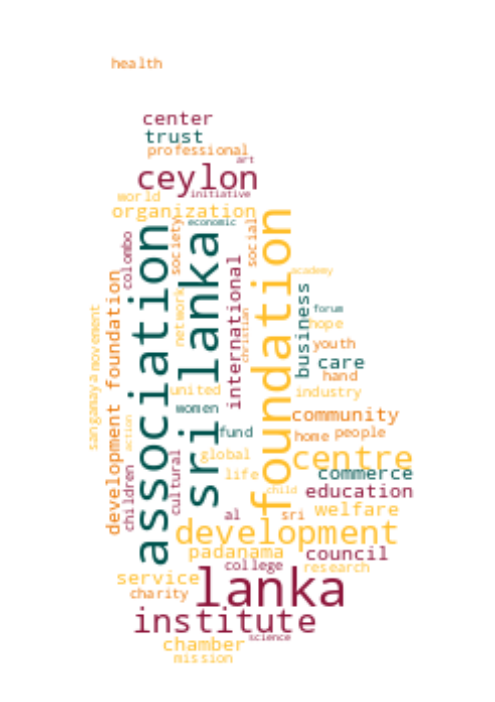 health
center
trust
professional
art
ceylon
world
initiative
organization
economic
association
sri lanka
foundation
society
social
colombo
international
academy
development foundation
network
christian
business
forum
hope
sangamaya
movement
youth
care
hand
united
industry
women
community
action
fund
home
people
children
cultural
global
centre
life
commerce
child
education
al
sri
welfare
development
padanama
council
college
research
service
lanka
charity
institute
science
chamber
mission